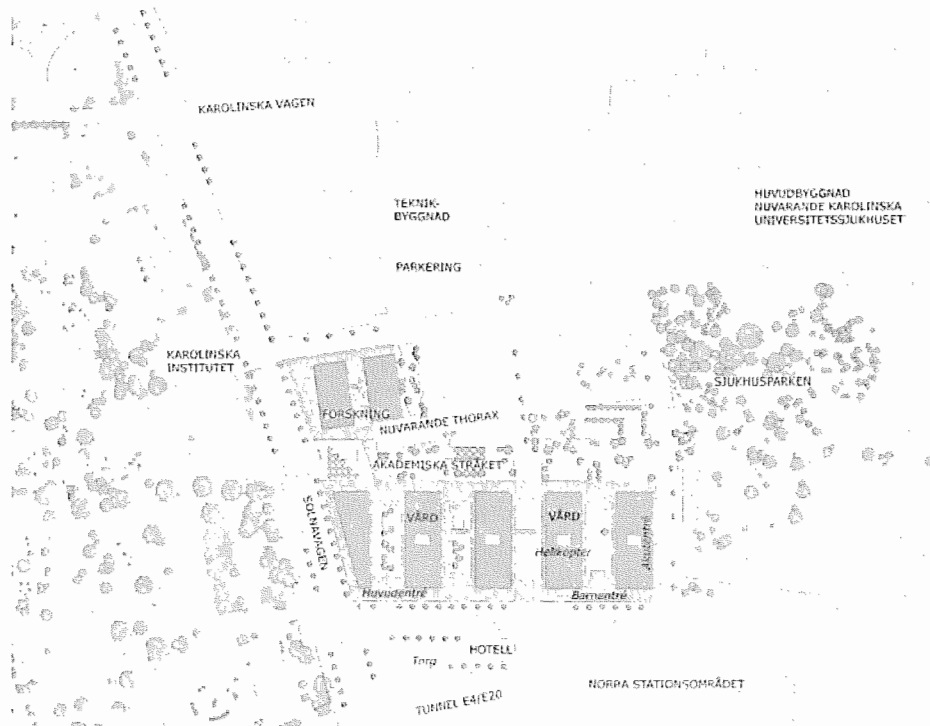 KAROLINSKA VÄGEN
TEKNIK-
BYGGNAD
HUVUDBYGGNAD
NUVARANDE KAROLINSKA
UNIVERSITETSSJUKHUSET
PARKERING
KAROLINSKA
INSTITUTET
SJUKHUSPARKEN
FORSKNING
NUVARANDE THORAX
AKADEMISKA STRÅKET
SOLNAVÄGEN
VÅRD
VÅRD
Helikopter
Akutentré
Huvudentré
Barnentré
HOTELL
Torg
TUNNEL E4/E20
NORRA STATIONSOMRÅDET